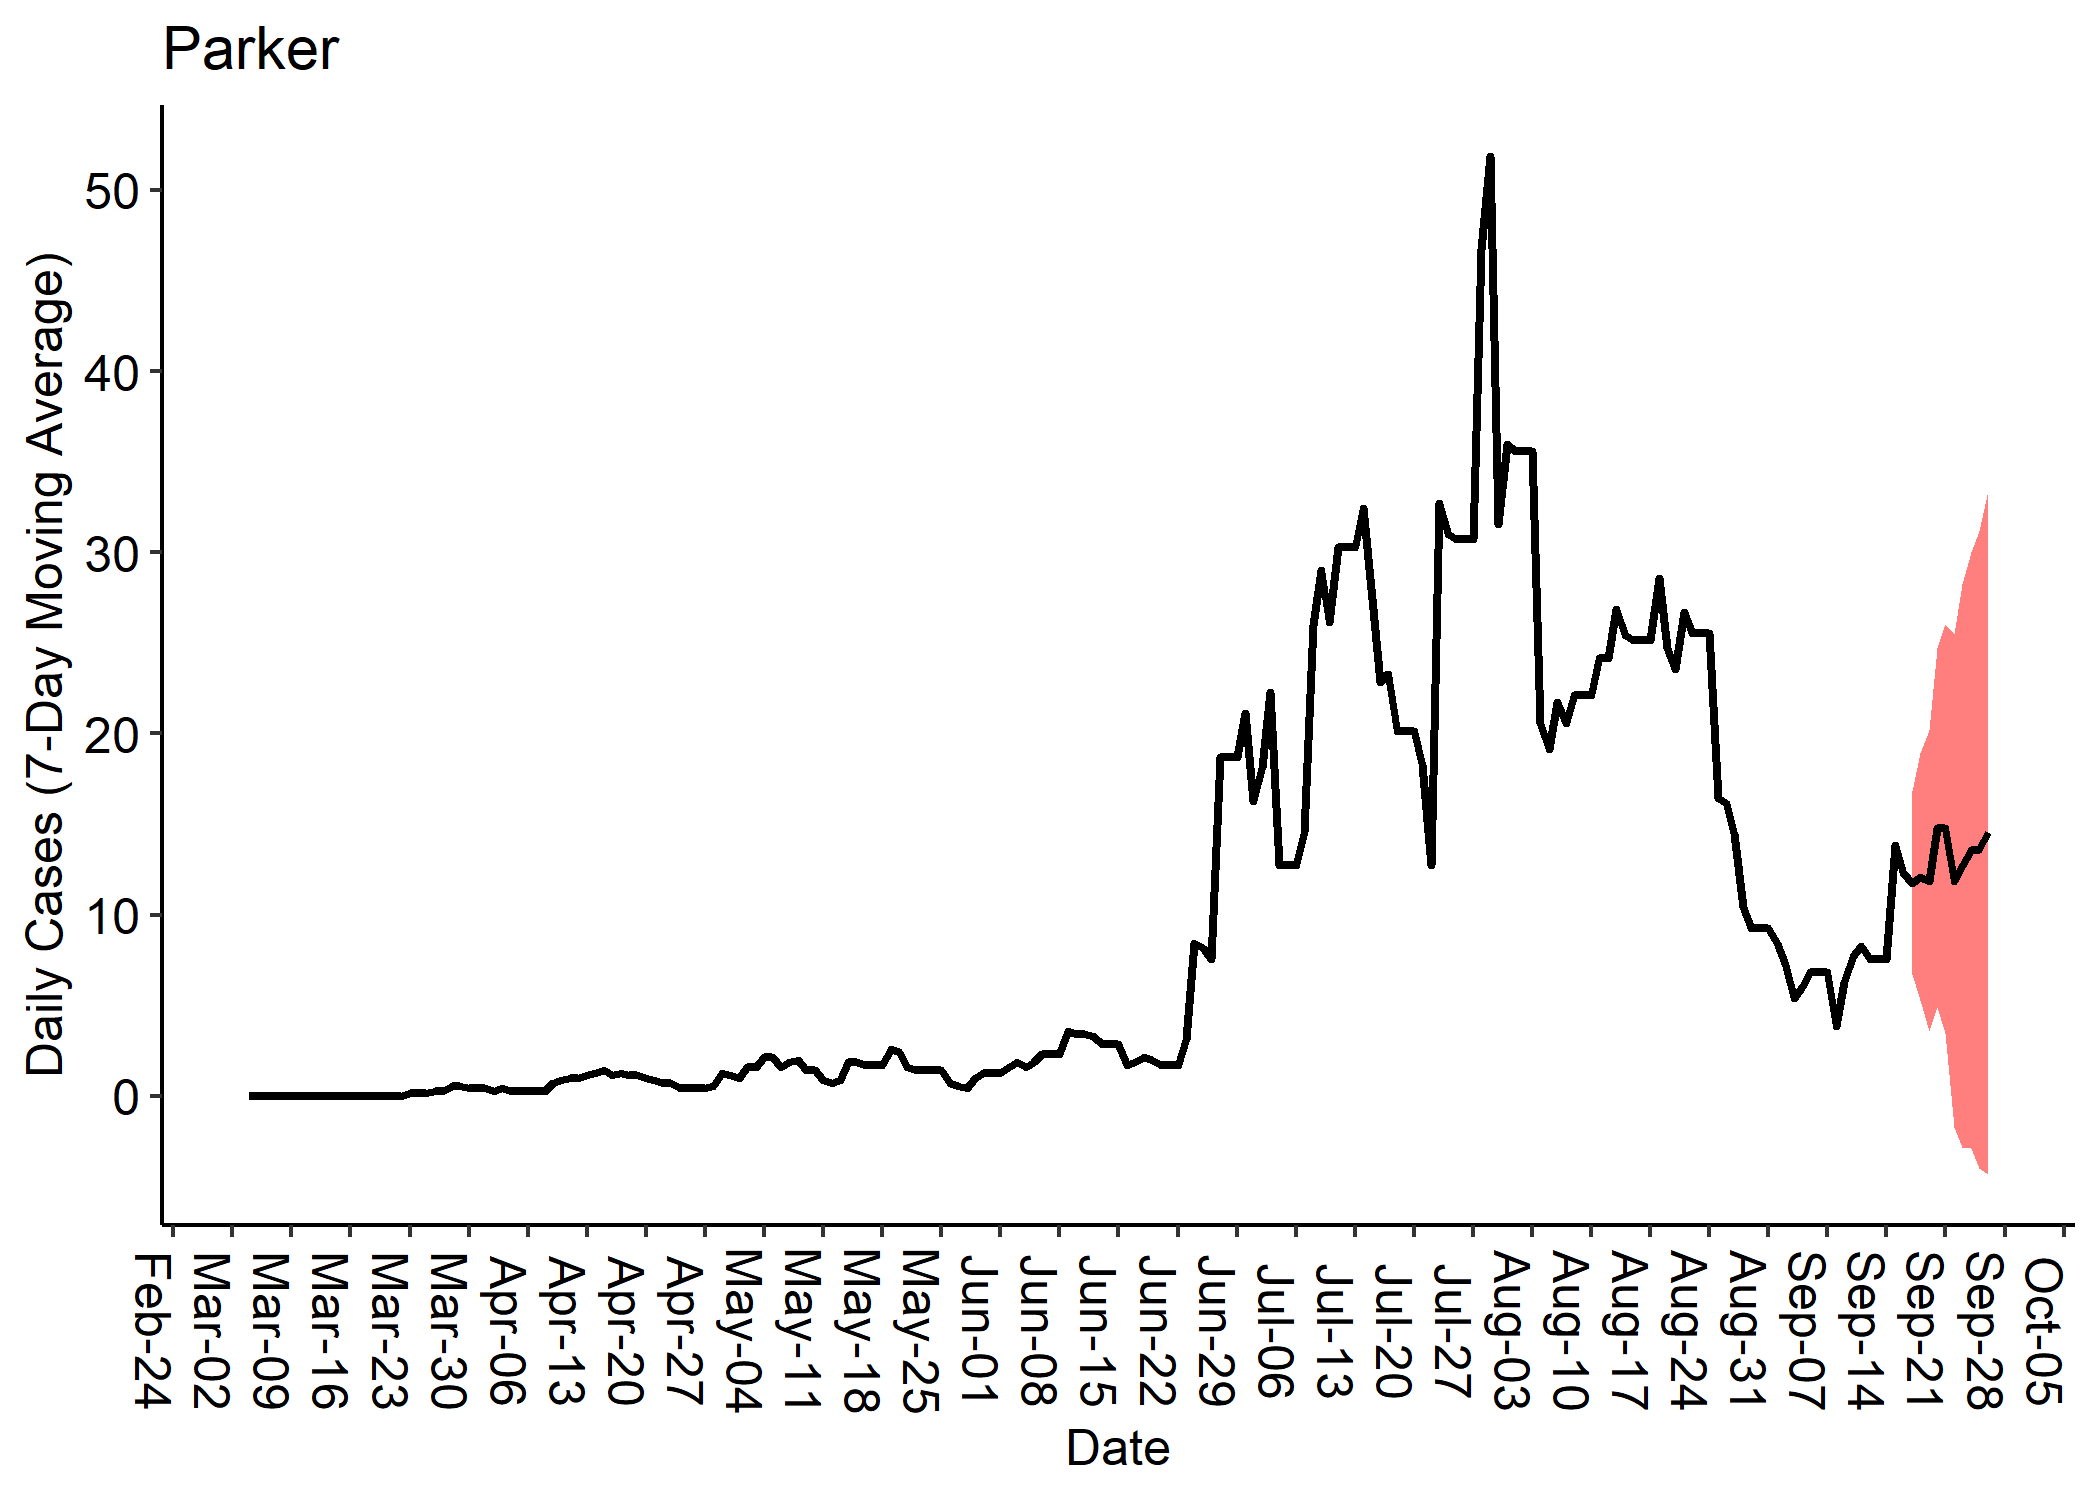 Parker
Daily Cases (7-Day Moving Average)
50
40
30
20
10
0
Feb-24
Mar-02
Mar-09
Mar-16
Mar-23
Mar-30
Apr-06
Apr-13
Apr-20
Apr-27
May-04
May-11
May-18
May-25
Jun-01
Jun-08
Jun-15
Jun-22
Jun-29
Jul-06
Jul-13
Jul-20
Jul-27
Aug-03
Aug-10
Aug-17
Aug-24
Aug-31
Sep-07
Sep-14
Sep-21
Sep-28
Oct-05
Date